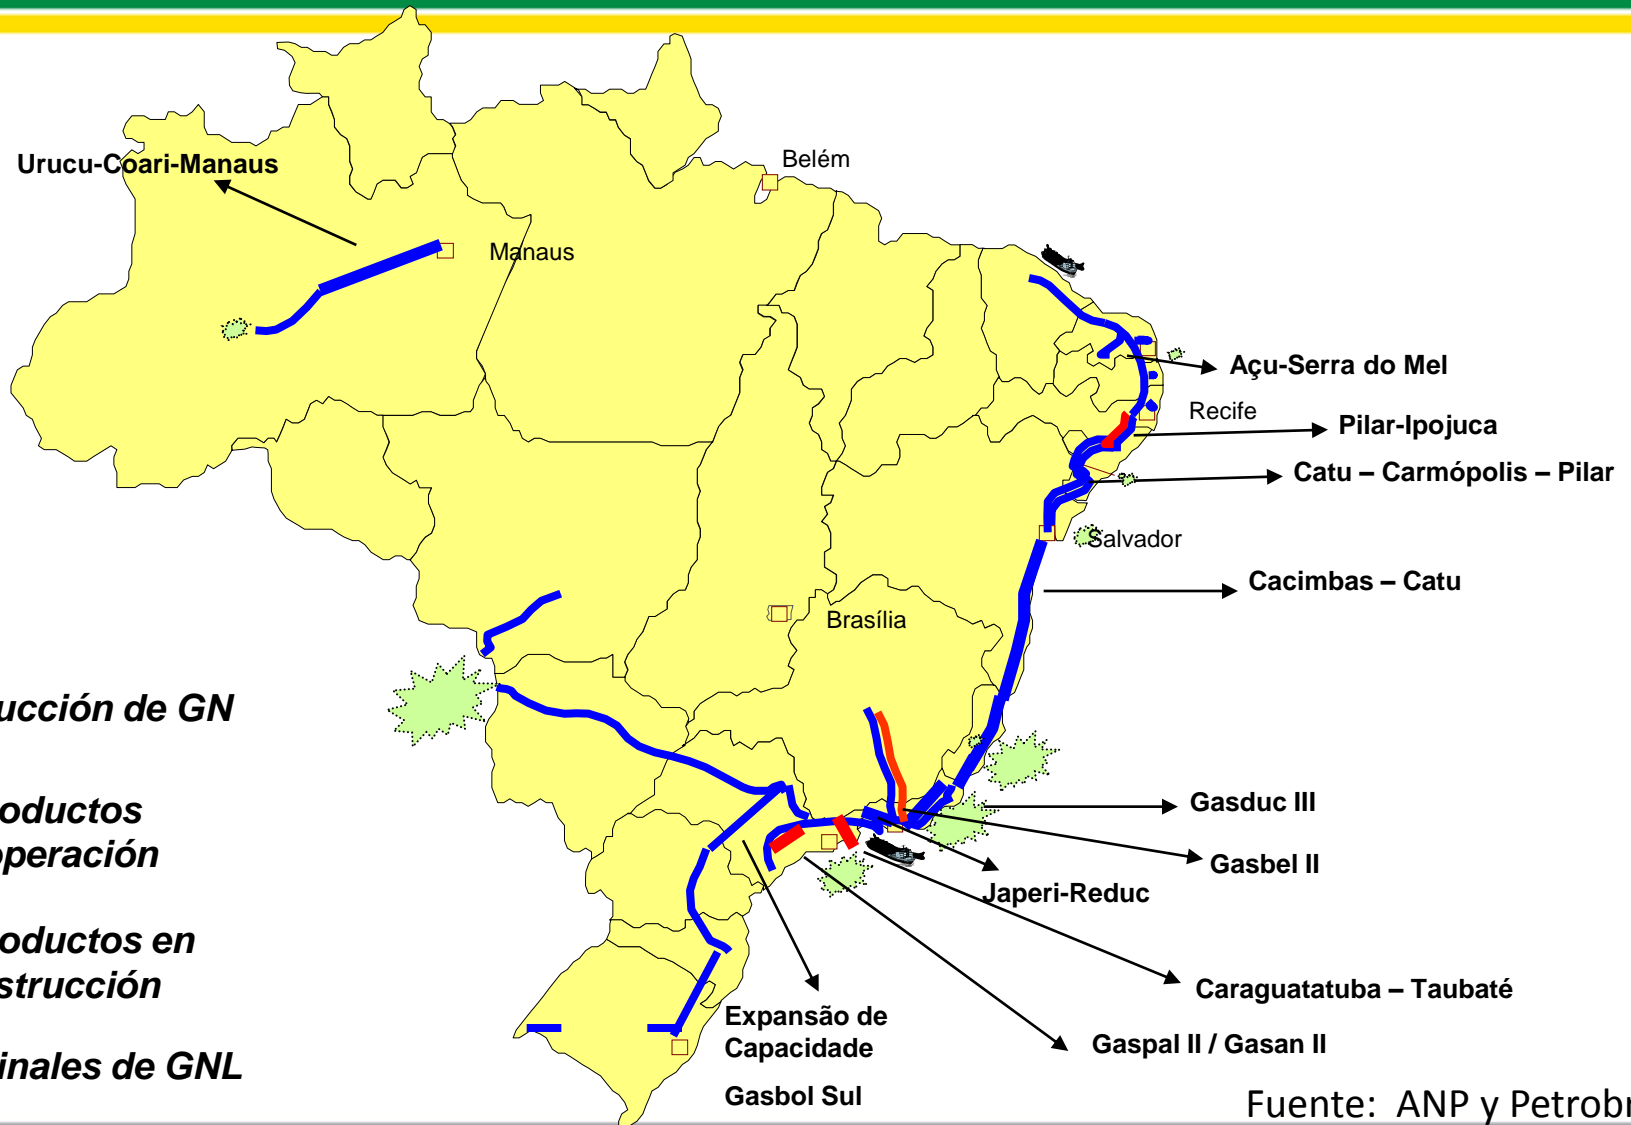 Belém
Urucu-Coari-Manaus
Manaus
Açu-Serra do Mel
Recife
Pilar-Ipojuca
Catu – Carmópolis – Pilar
Salvador
Cacimbas – Catu
Brasília
ucción de GN
Gasduc III
oductos
operación
Gasbel II
Japeri-Reduc
oductos en
strucción
Caraguatatuba – Taubaté
Expansão de
Capacidade
Gasbol Sul
Gaspal II / Gasan II
inales de GNL
Fuente: ANP y Petrobr